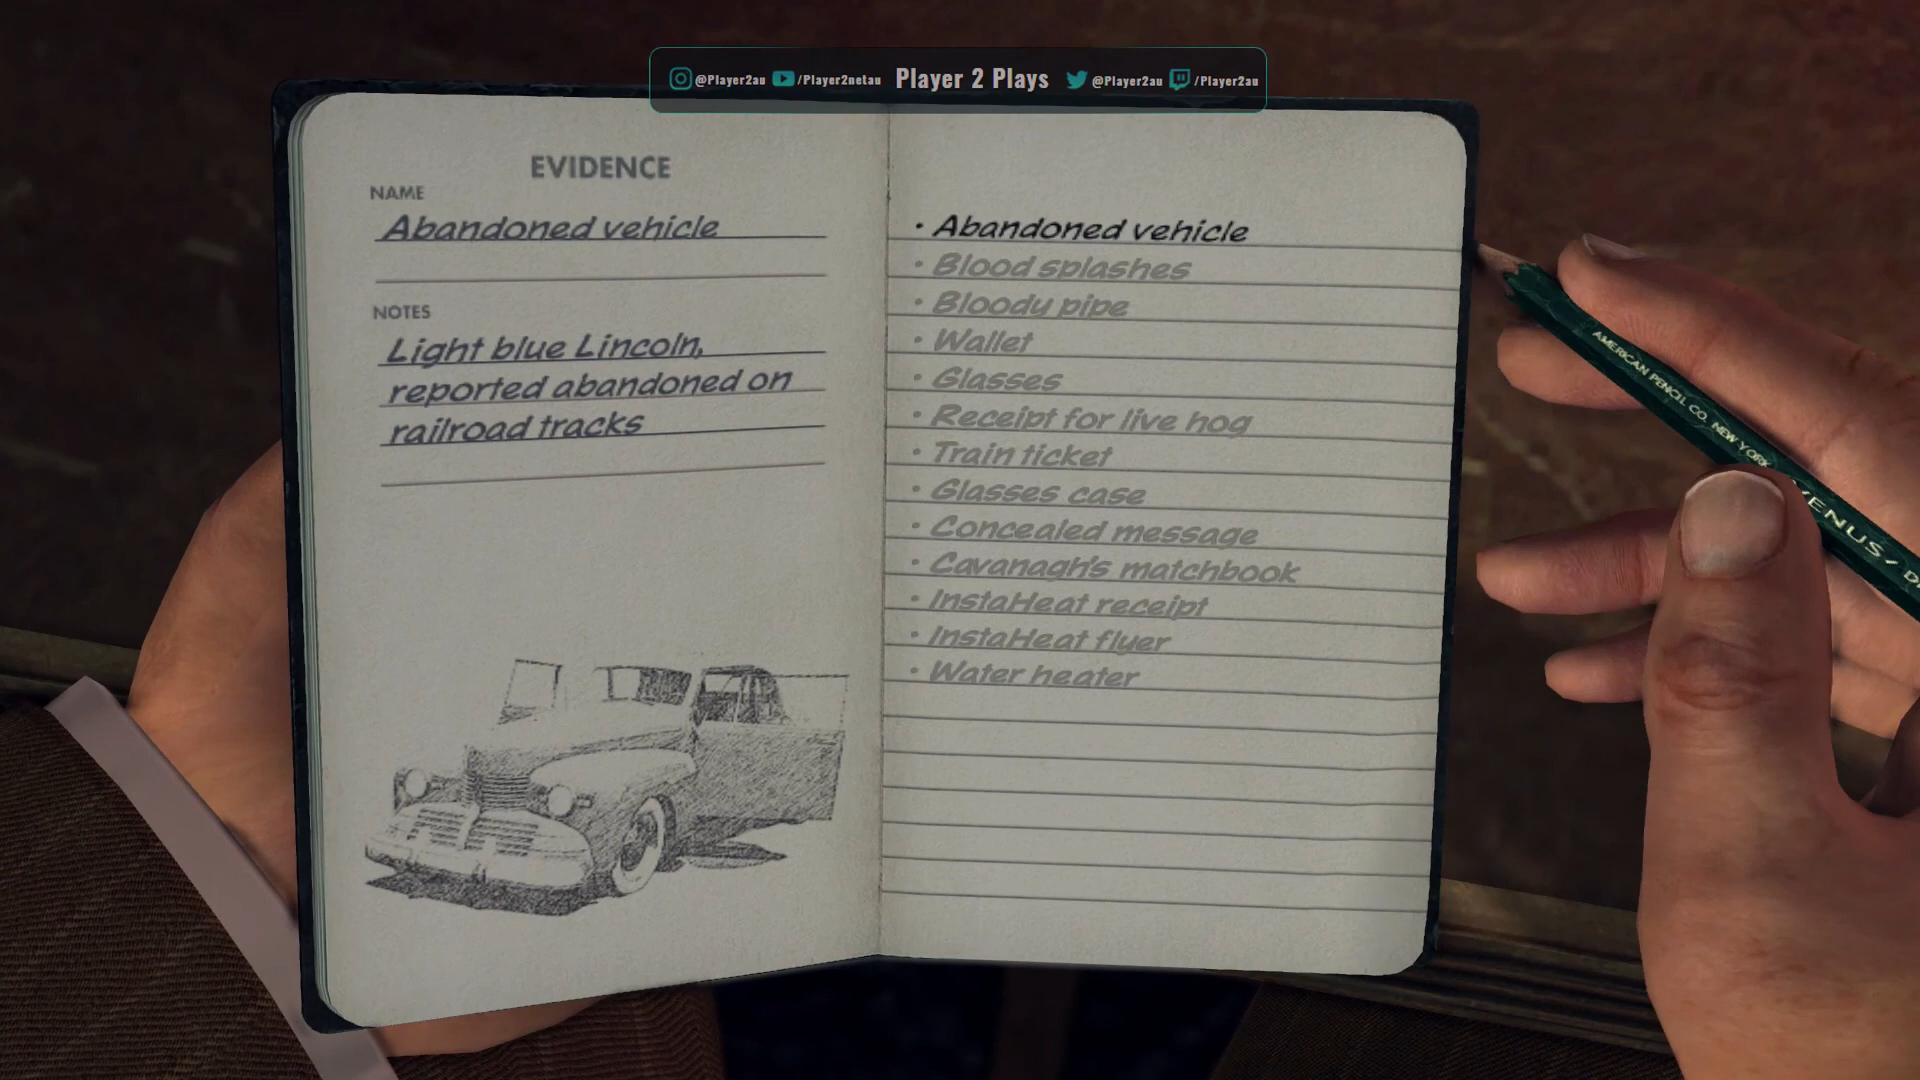 @Player2au /Player2netau Player 2 Plays @Player2au /Player2au
EVIDENCE
NAME
Abandoned vehicle
NOTES
Light blue Lincoln,
reported abandoned on
railroad tracks
• Abandoned vehicle
• Blood splashes
• Bloody pipe
• Wallet
• Glasses
• Receipt for live hog
• Train ticket
• Glasses case
• Concealed message
• Cavanagh's matchbook
• InstaHeat receipt
• InstaHeat flyer
• Water heater
AMERICAN PENCIL CO. NEW YORK
VENUS